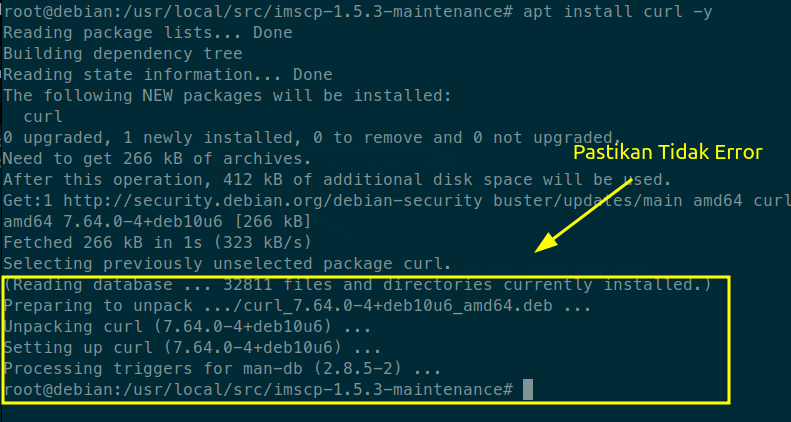 root@debian:/usr/local/src/imscp-1.5.3-maintenance# apt install curl -y
Reading package lists... Done
Building dependency tree
Reading state information... Done
The following NEW packages will be installed:
  curl
0 upgraded, 1 newly installed, 0 to remove and 0 not upgraded.
Need to get 266 kB of archives.
Pastikan Tidak Error
After this operation, 412 kB of additional disk space will be used.
Get:1 http://security.debian.org/debian-security buster/updates/main amd64 curl
amd64 7.64.0-4+deb10u6 [266 kB]
Fetched 266 kB in 1s (323 kB/s)
Selecting previously unselected package curl.
(Reading database ... 32811 files and directories currently installed.)
Preparing to unpack .../curl_7.64.0-4+deb10u6_amd64.deb ...
Unpacking curl (7.64.0-4+deb10u6) ...
Setting up curl (7.64.0-4+deb10u6) ...
Processing triggers for man-db (2.8.5-2) ...
root@debian:/usr/local/src/imscp-1.5.3-maintenance#